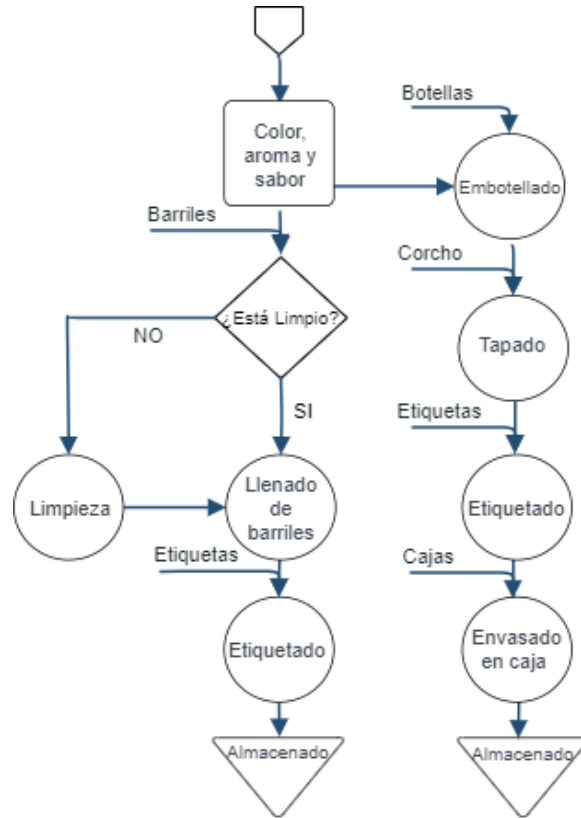 Botellas
Color,
aroma y
sabor
Embotellado
Barriles
Corcho
¿Está Limpio?
NO
Tapado
SI
Etiquetas
Limpieza
Llenado
de
barriles
Etiquetado
Etiquetas
Cajas
Etiquetado
Envasado
en caja
Almacenado
Almacenado